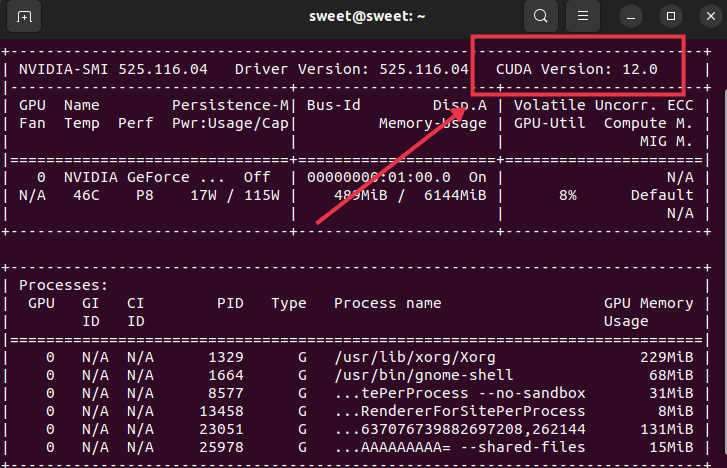 sweet@sweet: ~
NVIDIA-SMI 525.116.04 Driver Version: 525.116.04 CUDA Version: 12.0
GPU Name Persistence-M| Bus-Id Disp.A | Volatile Uncorr. ECC
Fan Temp Perf Pwr:Usage/Cap| Memory-Usage | GPU-Util Compute M.
MIG M.
0 NVIDIA GeForce ... Off | 00000000:01:00.0 On | N/A
N/A 46C P8 17W / 115W | 489MiB / 6144MiB | 8% Default
N/A
Processes:
GPU GI CI PID Type Process name GPU Memory
ID ID Usage
0 N/A N/A 1329 G /usr/lib/xorg/Xorg 229MiB
0 N/A N/A 1664 G /usr/bin/gnome-shell 68MiB
0 N/A N/A 8577 G ...tePerProcess --no-sandbox 31MiB
0 N/A N/A 13458 G ...RendererForSitePerProcess 8MiB
0 N/A N/A 23051 G ...637076739882697208,262144 131MiB
0 N/A N/A 25978 G ...AAAAAAAAA= --shared-files 15MiB